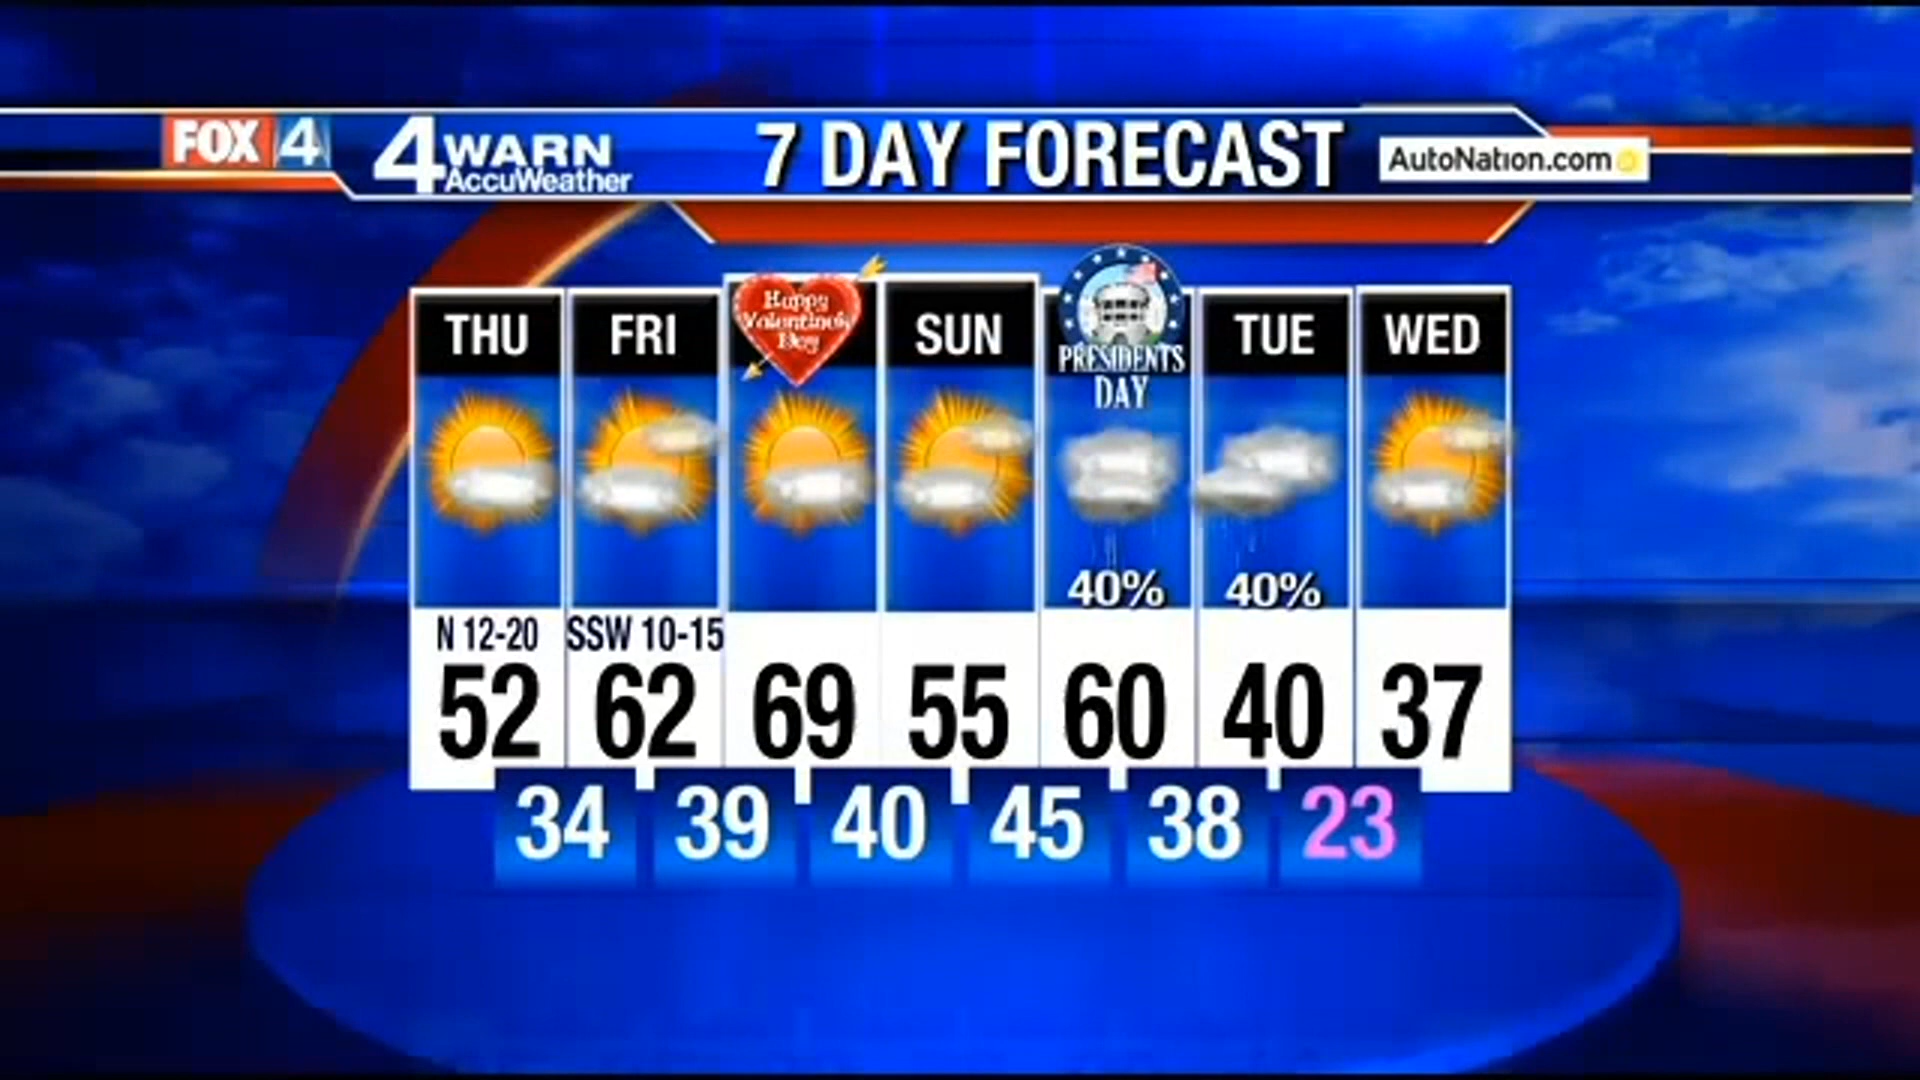 FOX 4
4WARN
AccuWeather
7 DAY FORECAST
AutoNation.com
THU
FRI
Happy
Valentine's
Day
SUN
PRESIDENTS
DAY
TUE
WED
40%
40%
N 12-20
SSW 10-15
52
62
69
55
60
40
37
34
39
40
45
38
23